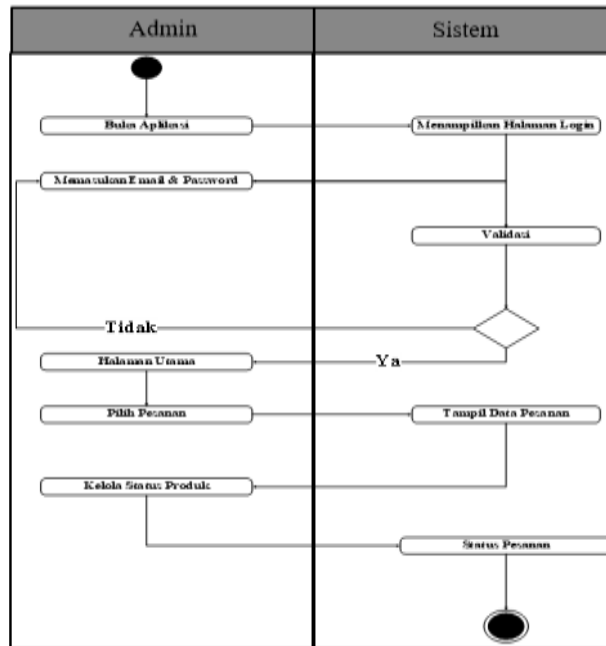 Admin
Sistem
Buka Aplikasi
Menampilkan Halaman Login
Memasukan Email & Password
Validasi
Tidak
Ya
Halaman Utama
Pilih Pesanan
Tampil Data Pesanan
Kelola Status Produk
Status Pesanan